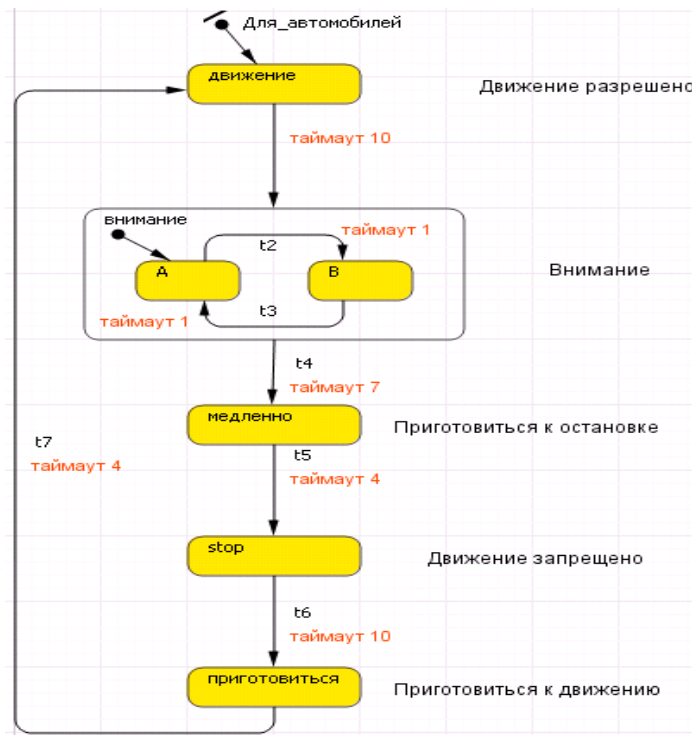 Для_автомобилей
движение
Движение разрешено
таймаут 10
внимание
таймаут 1
t2
A
B
Внимание
t3
таймаут 1
t4
таймаут 7
медленно
Приготовиться к остановке
t7
t5
таймаут 4
таймаут 4
stop
Движение запрещено
t6
таймаут 10
приготовиться
Приготовиться к движению